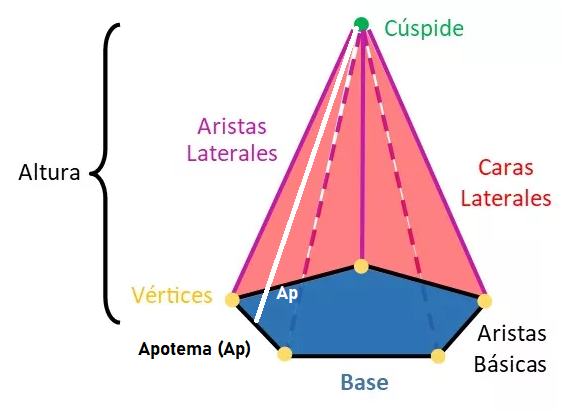 Cúspide
Aristas
Laterales
Altura
Caras
Laterales
Vértices
Ap
Apotema (Ap)
Aristas
Básicas
Base